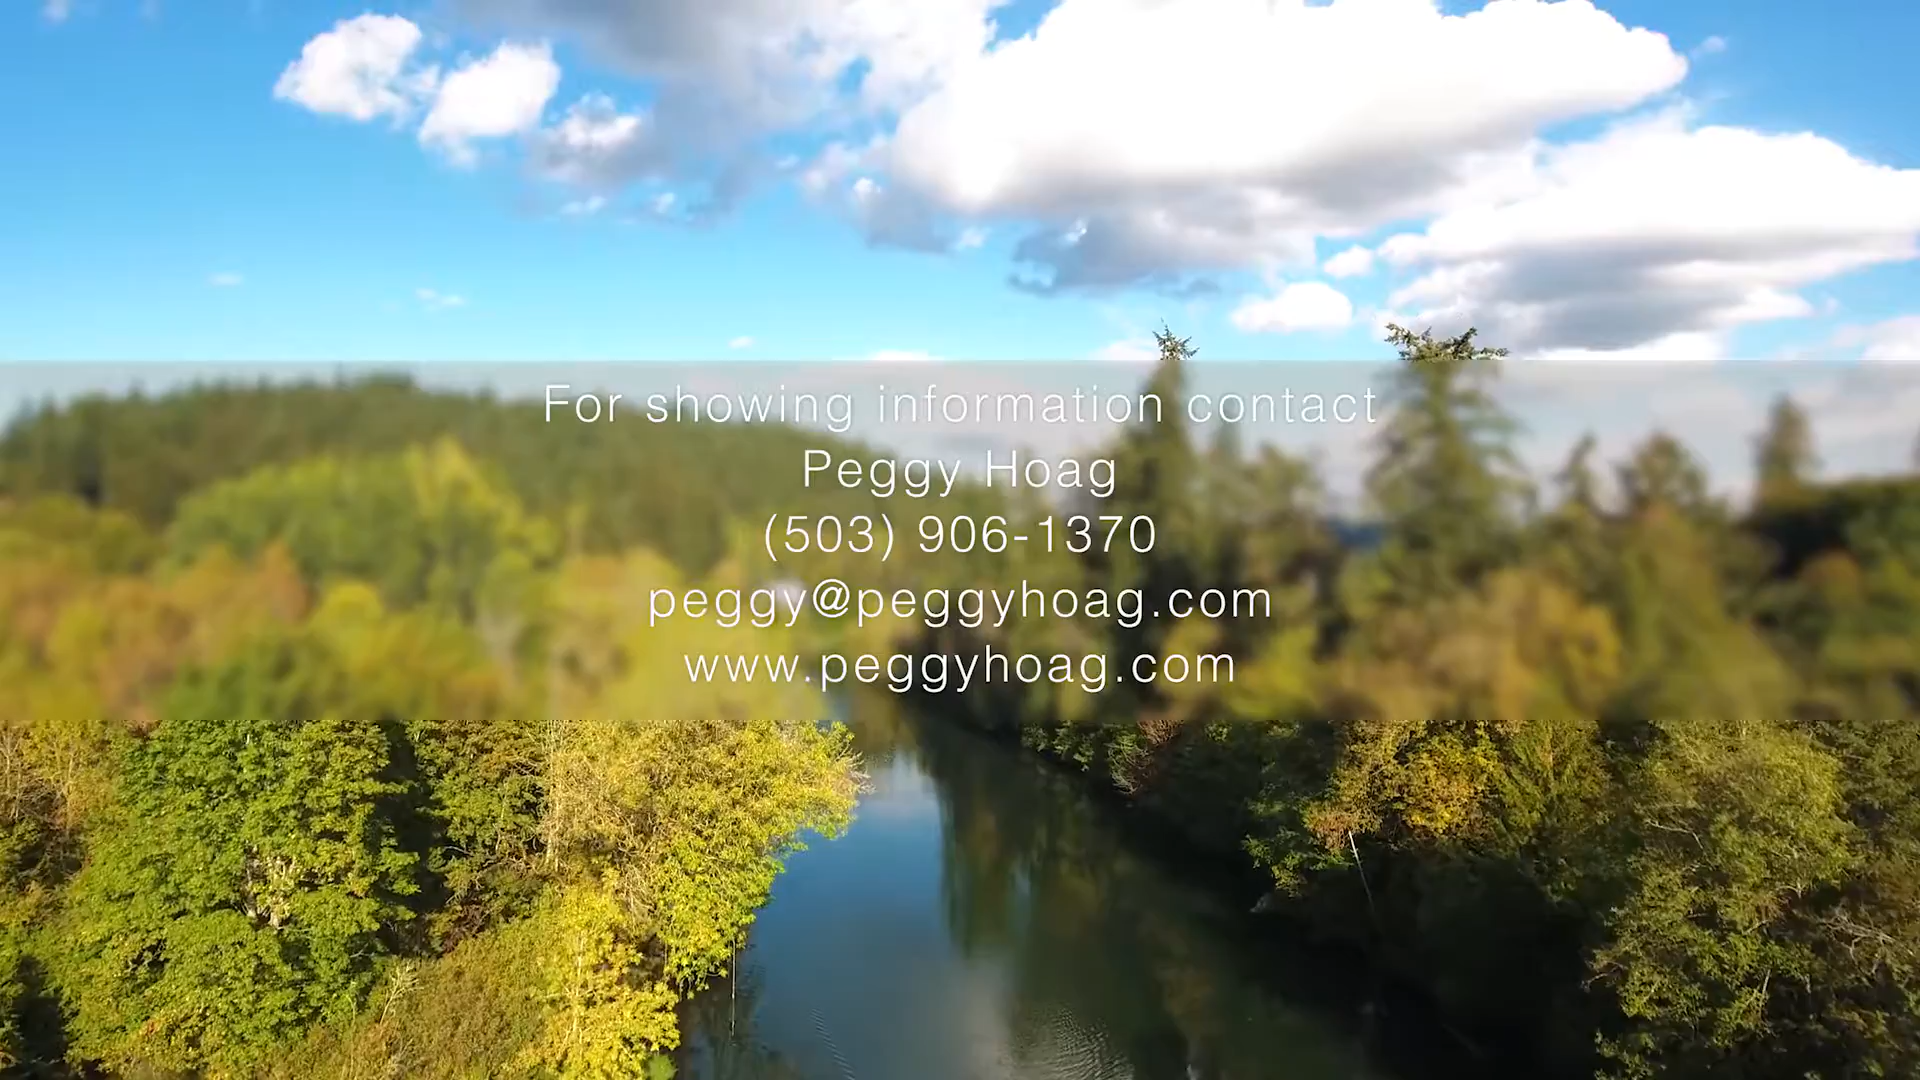 For showing information contact
Peggy Hoag
(503) 906-1370
peggy@peggyhoag.com
www.peggyhoag.com